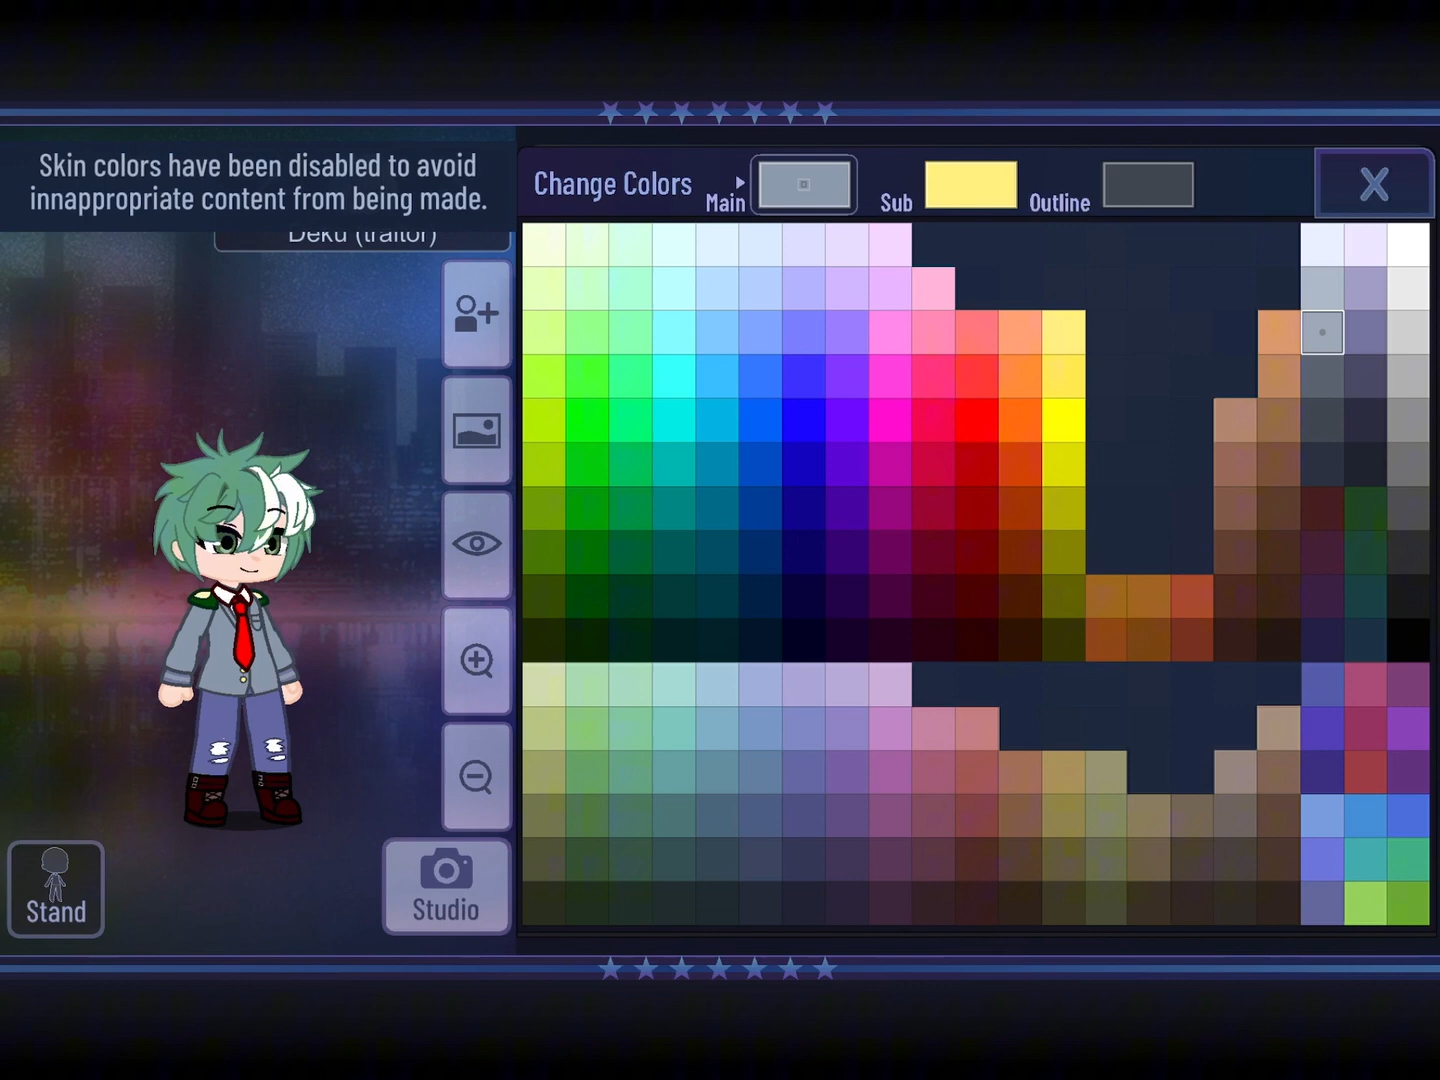 Skin colors have been disabled to avoid
innappropriate content from being made.
Deku (traitor)
Change Colors
Main
Sub
Outline
X
Stand
Studio